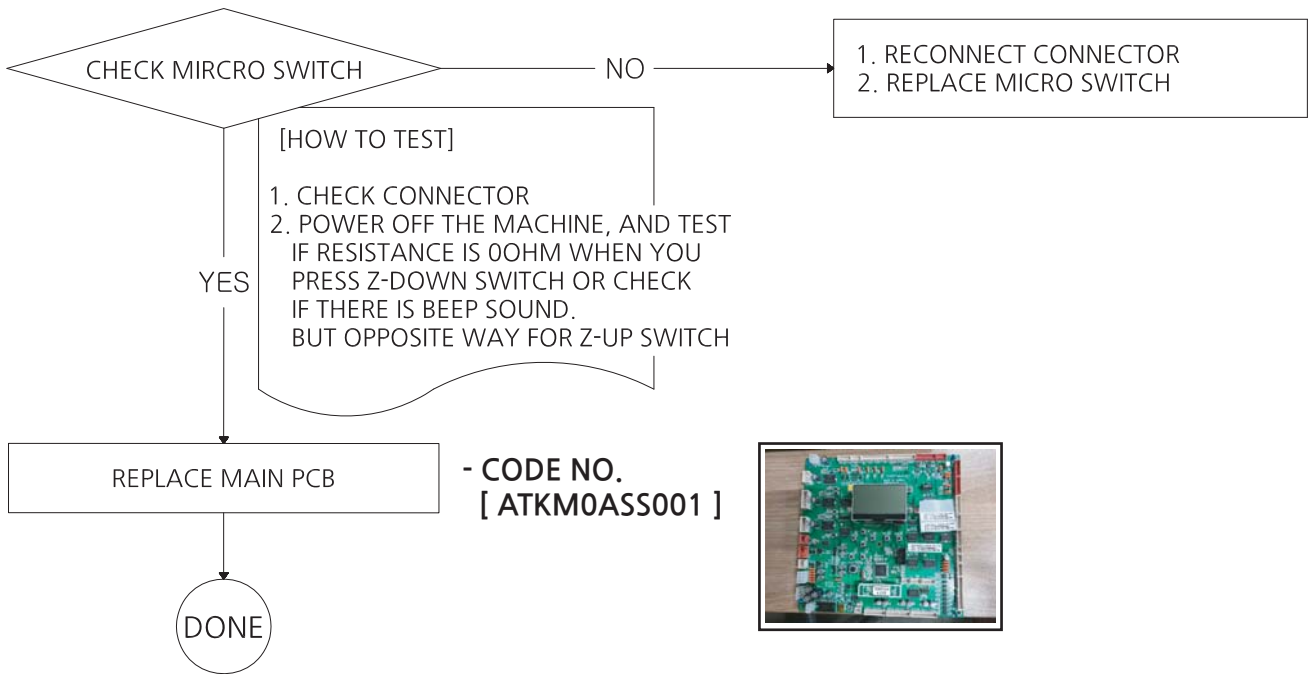 CHECK MIRCRO SWITCH
NO
1. RECONNECT CONNECTOR
2. REPLACE MICRO SWITCH
[HOW TO TEST]
1. CHECK CONNECTOR
2. POWER OFF THE MACHINE, AND TEST
IF RESISTANCE IS 0OHM WHEN YOU
PRESS Z-DOWN SWITCH OR CHECK
IF THERE IS BEEP SOUND.
BUT OPPOSITE WAY FOR Z-UP SWITCH
YES
REPLACE MAIN PCB
- CODE NO.
[ ATKM0ASS001 ]
DONE